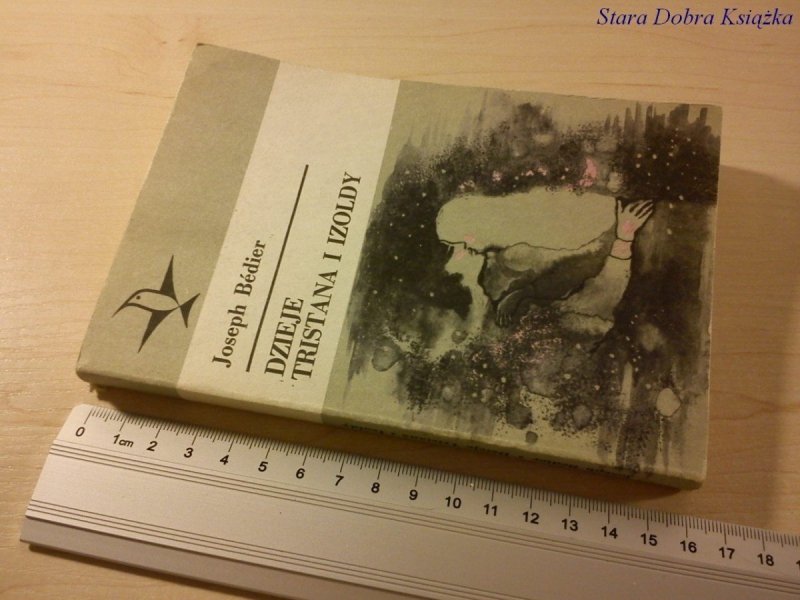 Stara Dobra Książka
Joseph Bédier
DZIEJE
TRISTANA I IZOLDY
0 1cm 2 3 4 5 6 7 8 9 10 11 12 13 14 15 16 17 18